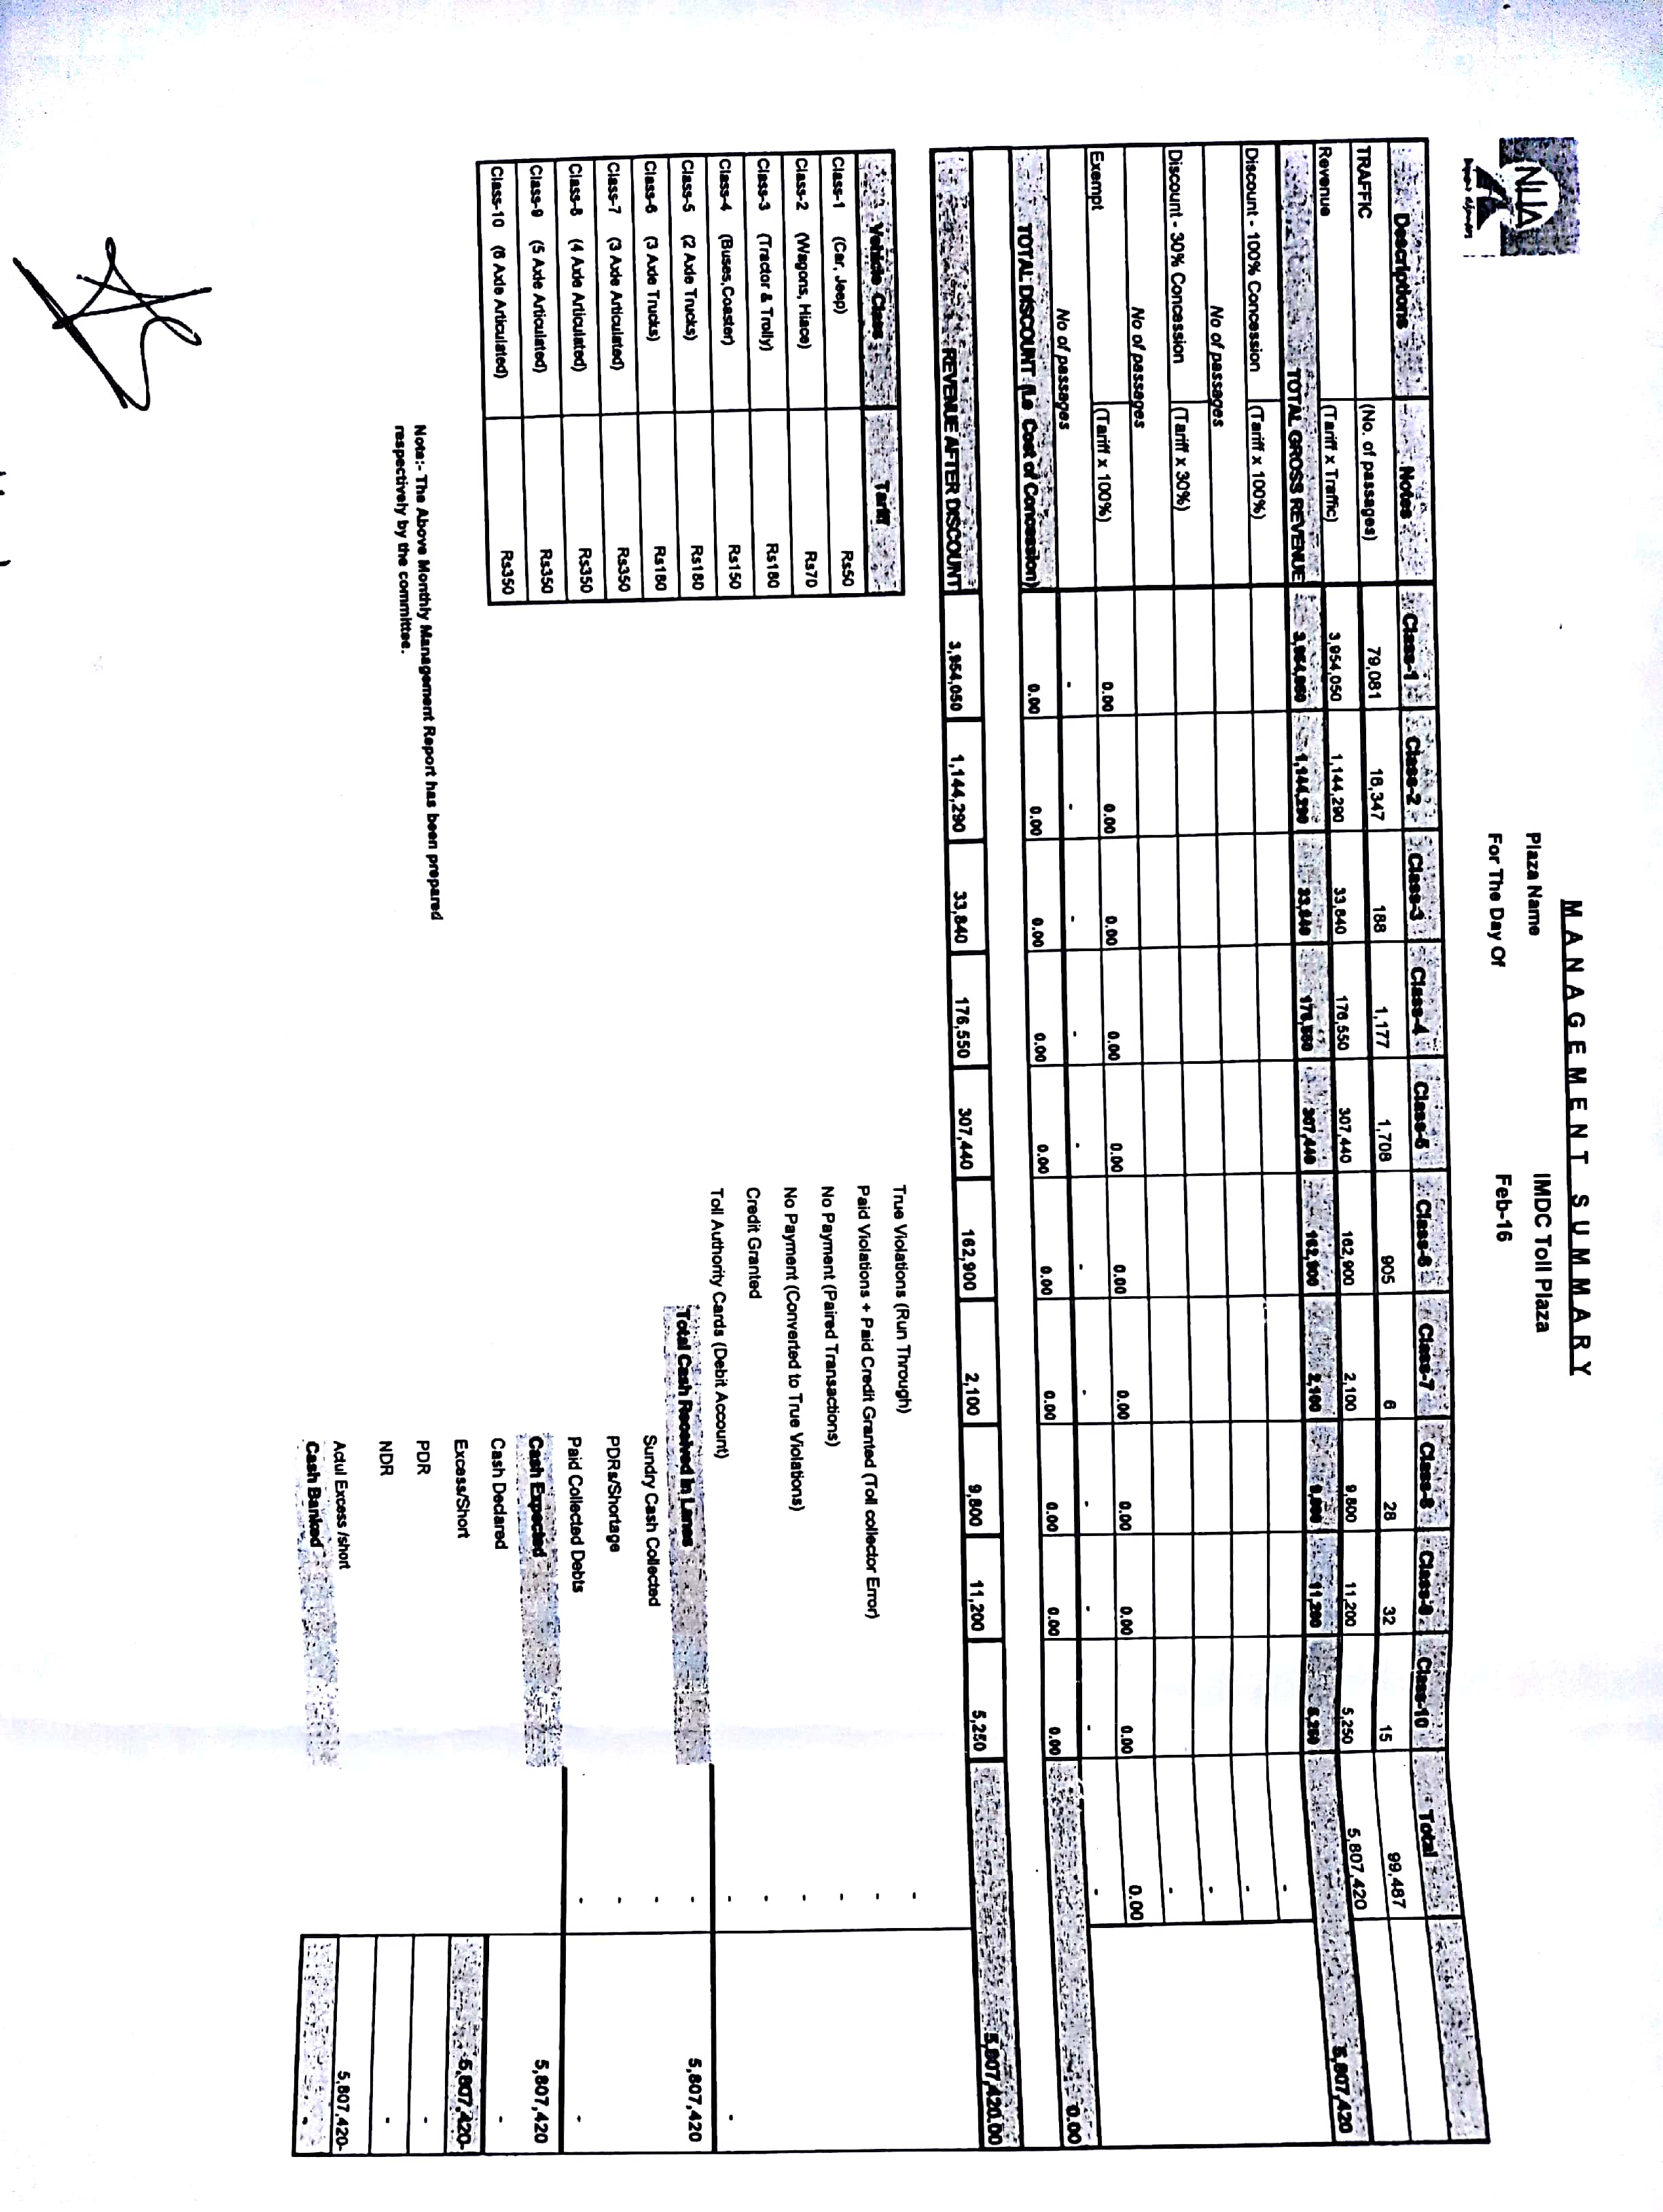 NHA
MANAGEMENT SUMMARY
Plaza Name IMDC Toll Plaza
For The Day Of Feb-16
Descriptions Notes Class-1 Class-2 Class-3 Class-4 Class-5 Class-6 Class-7 Class-8 Class-9 Class-10 Total
TRAFFIC (No. of passages) 79,081 16,347 188 1,177 1,708 905 6 28 32 15 99,487
Revenue (Tariff x Traffic) 3,954,050 1,144,290 33,840 176,550 307,440 162,900 2,100 9,800 11,200 5,250 5,807,420
TOTAL GROSS REVENUE 3,954,050 1,144,290 33,840 176,550 307,440 162,900 2,100 9,800 11,200 5,250 5,807,420
Discount - 100% Concession (Tariff x 100%) -
No of passages -
Discount - 30% Concession (Tariff x 30%) -
No of passages -
Exempt (Tariff x 100%) 0.00 0.00 0.00 0.00 0.00 0.00 0.00 0.00 0.00 0.00 0.00
No of passages - - - - - - - - - - -
TOTAL DISCOUNT (i.e Cost of Concession) 0.00 0.00 0.00 0.00 0.00 0.00 0.00 0.00 0.00 0.00 0.00
REVENUE AFTER DISCOUNT 3,954,050 1,144,290 33,840 176,550 307,440 162,900 2,100 9,800 11,200 5,250 5,807,420.00
Vehicle Class Tariff
Class-1 (Car, Jeep) Rs50
Class-2 (Wagons, Hiace) Rs70
Class-3 (Tractor & Trolly) Rs180
Class-4 (Buses,Coaster) Rs150
Class-5 (2 Axle Trucks) Rs180
Class-6 (3 Axle Trucks) Rs180
Class-7 (3 Axle Articulated) Rs350
Class-8 (4 Axle Articulated) Rs350
Class-9 (5 Axle Articulated) Rs350
Class-10 (6 Axle Articulated) Rs350
True Violations (Run Through) -
Paid Violations + Paid Credit Granted (Toll collector Error) -
No Payment (Paired Transactions) -
No Payment (Converted to True Violations) -
Credit Granted -
Toll Authority Cards (Debit Account) - -
Total Cash Received In Lanes - 5,807,420
Sundry Cash Collected -
PDRs/Shortage -
Paid Collected Debts - -
Cash Expected 5,807,420
Cash Declared -
Excess/Short 5,807,420-
PDR -
NDR -
Actul Excess /short 5,807,420-
Cash Banked -
Note:- The Above Monthly Management Report has been prepared
respectively by the committee.